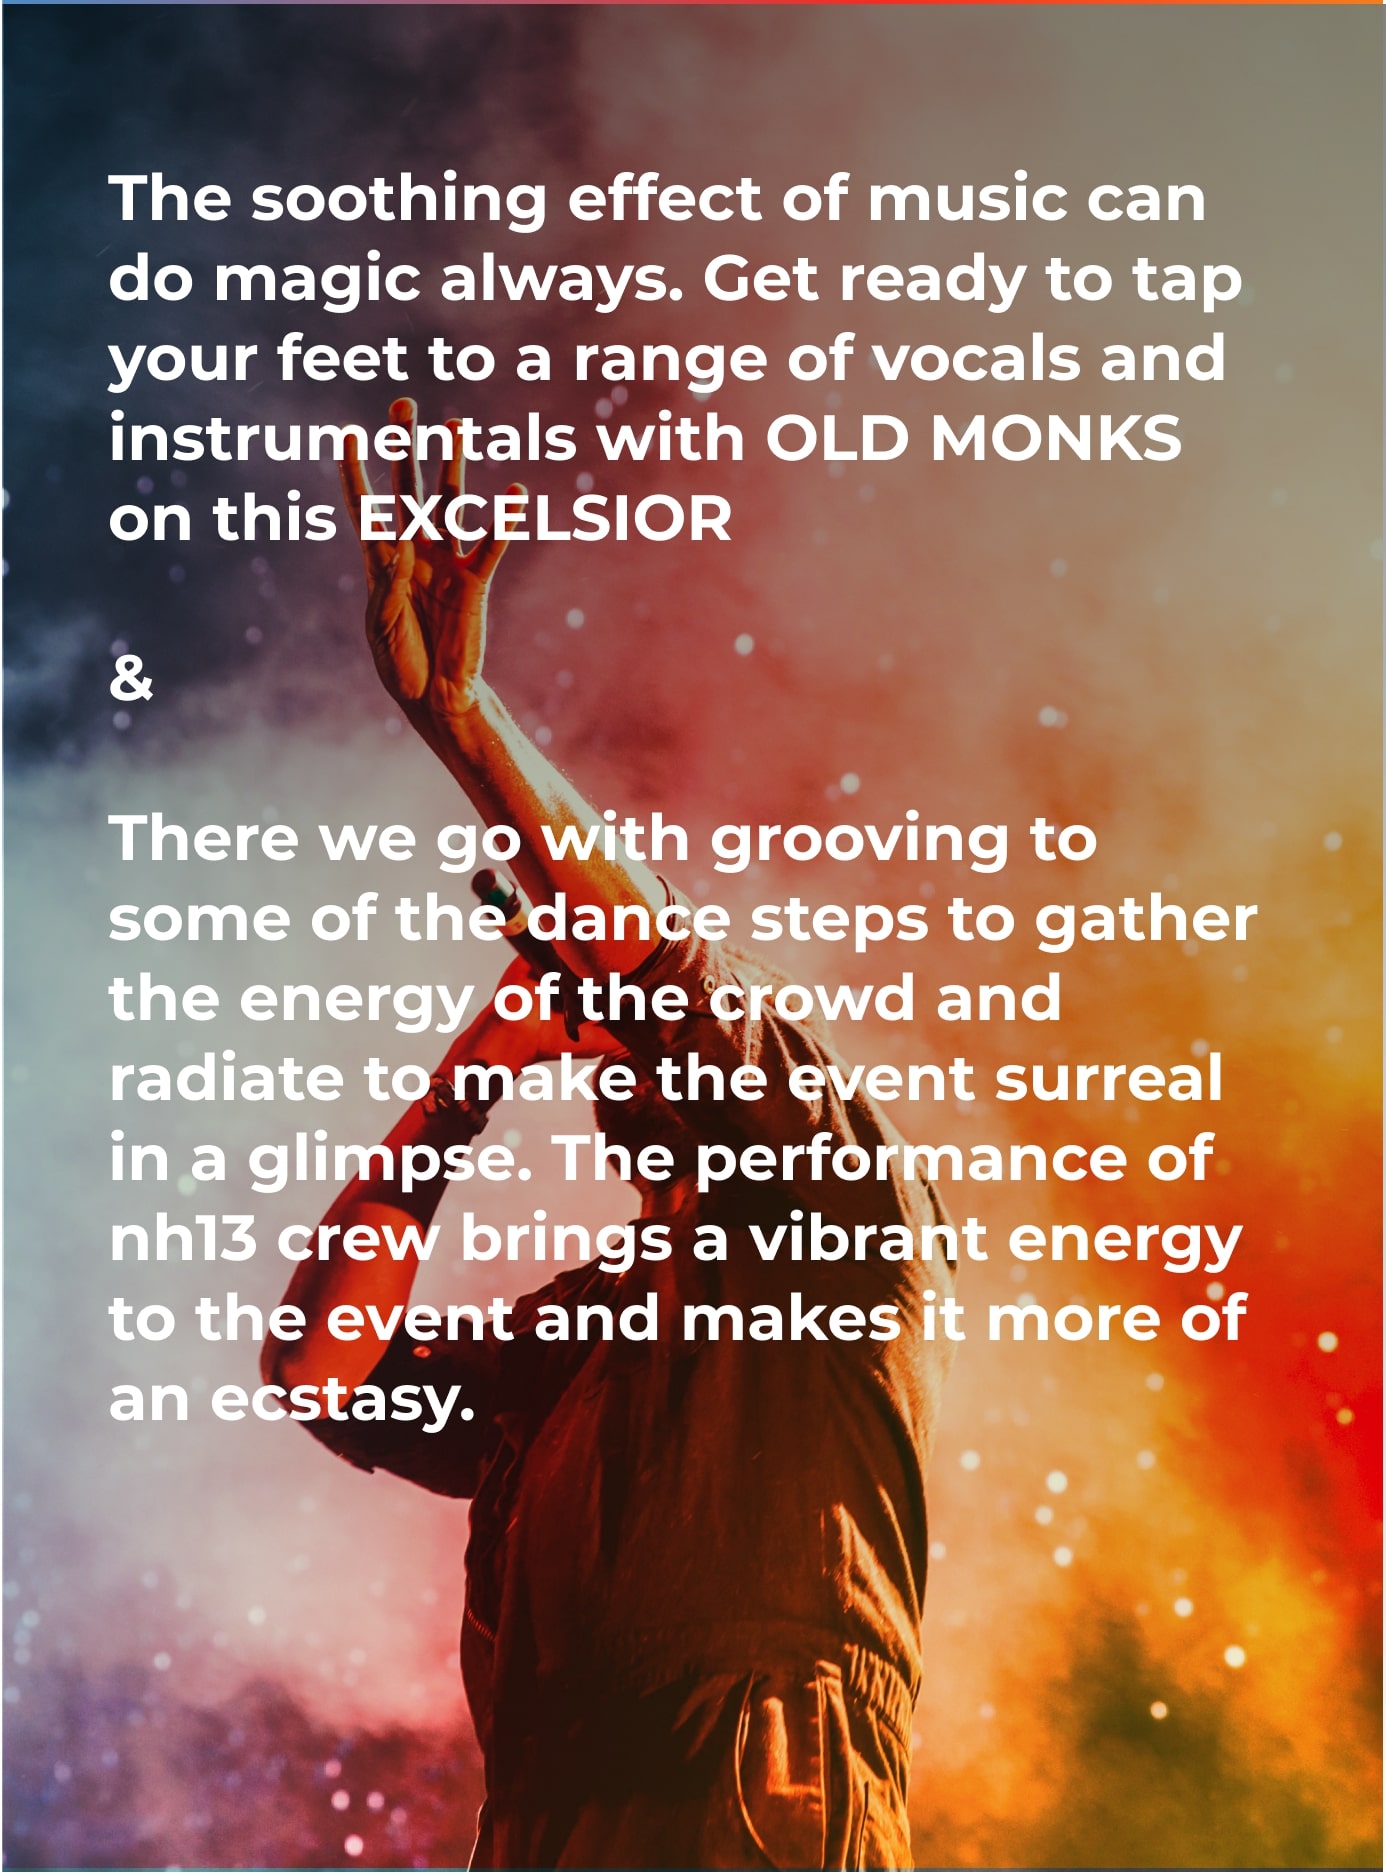 The soothing effect of music can
do magic always. Get ready to tap
your feet to a range of vocals and
instrumentals with OLD MONKS
on this EXCELSIOR
&
There we go with grooving to
some of the dance steps to gather
the energy of the crowd and
radiate to make the event surreal
in a glimpse. The performance of
nh13 crew brings a vibrant energy
to the event and makes it more of
an ecstasy.